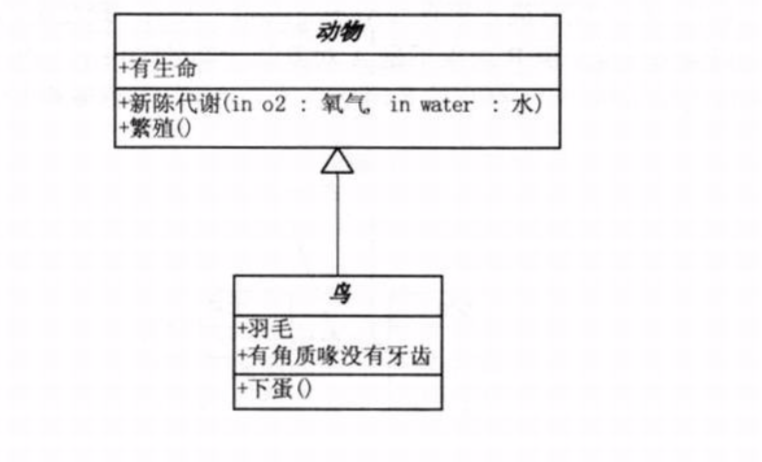 动物
+有生命
+新陈代谢(in o2 : 氧气, in water : 水)
+繁殖()
鸟
+羽毛
+有角质喙没有牙齿
+下蛋()